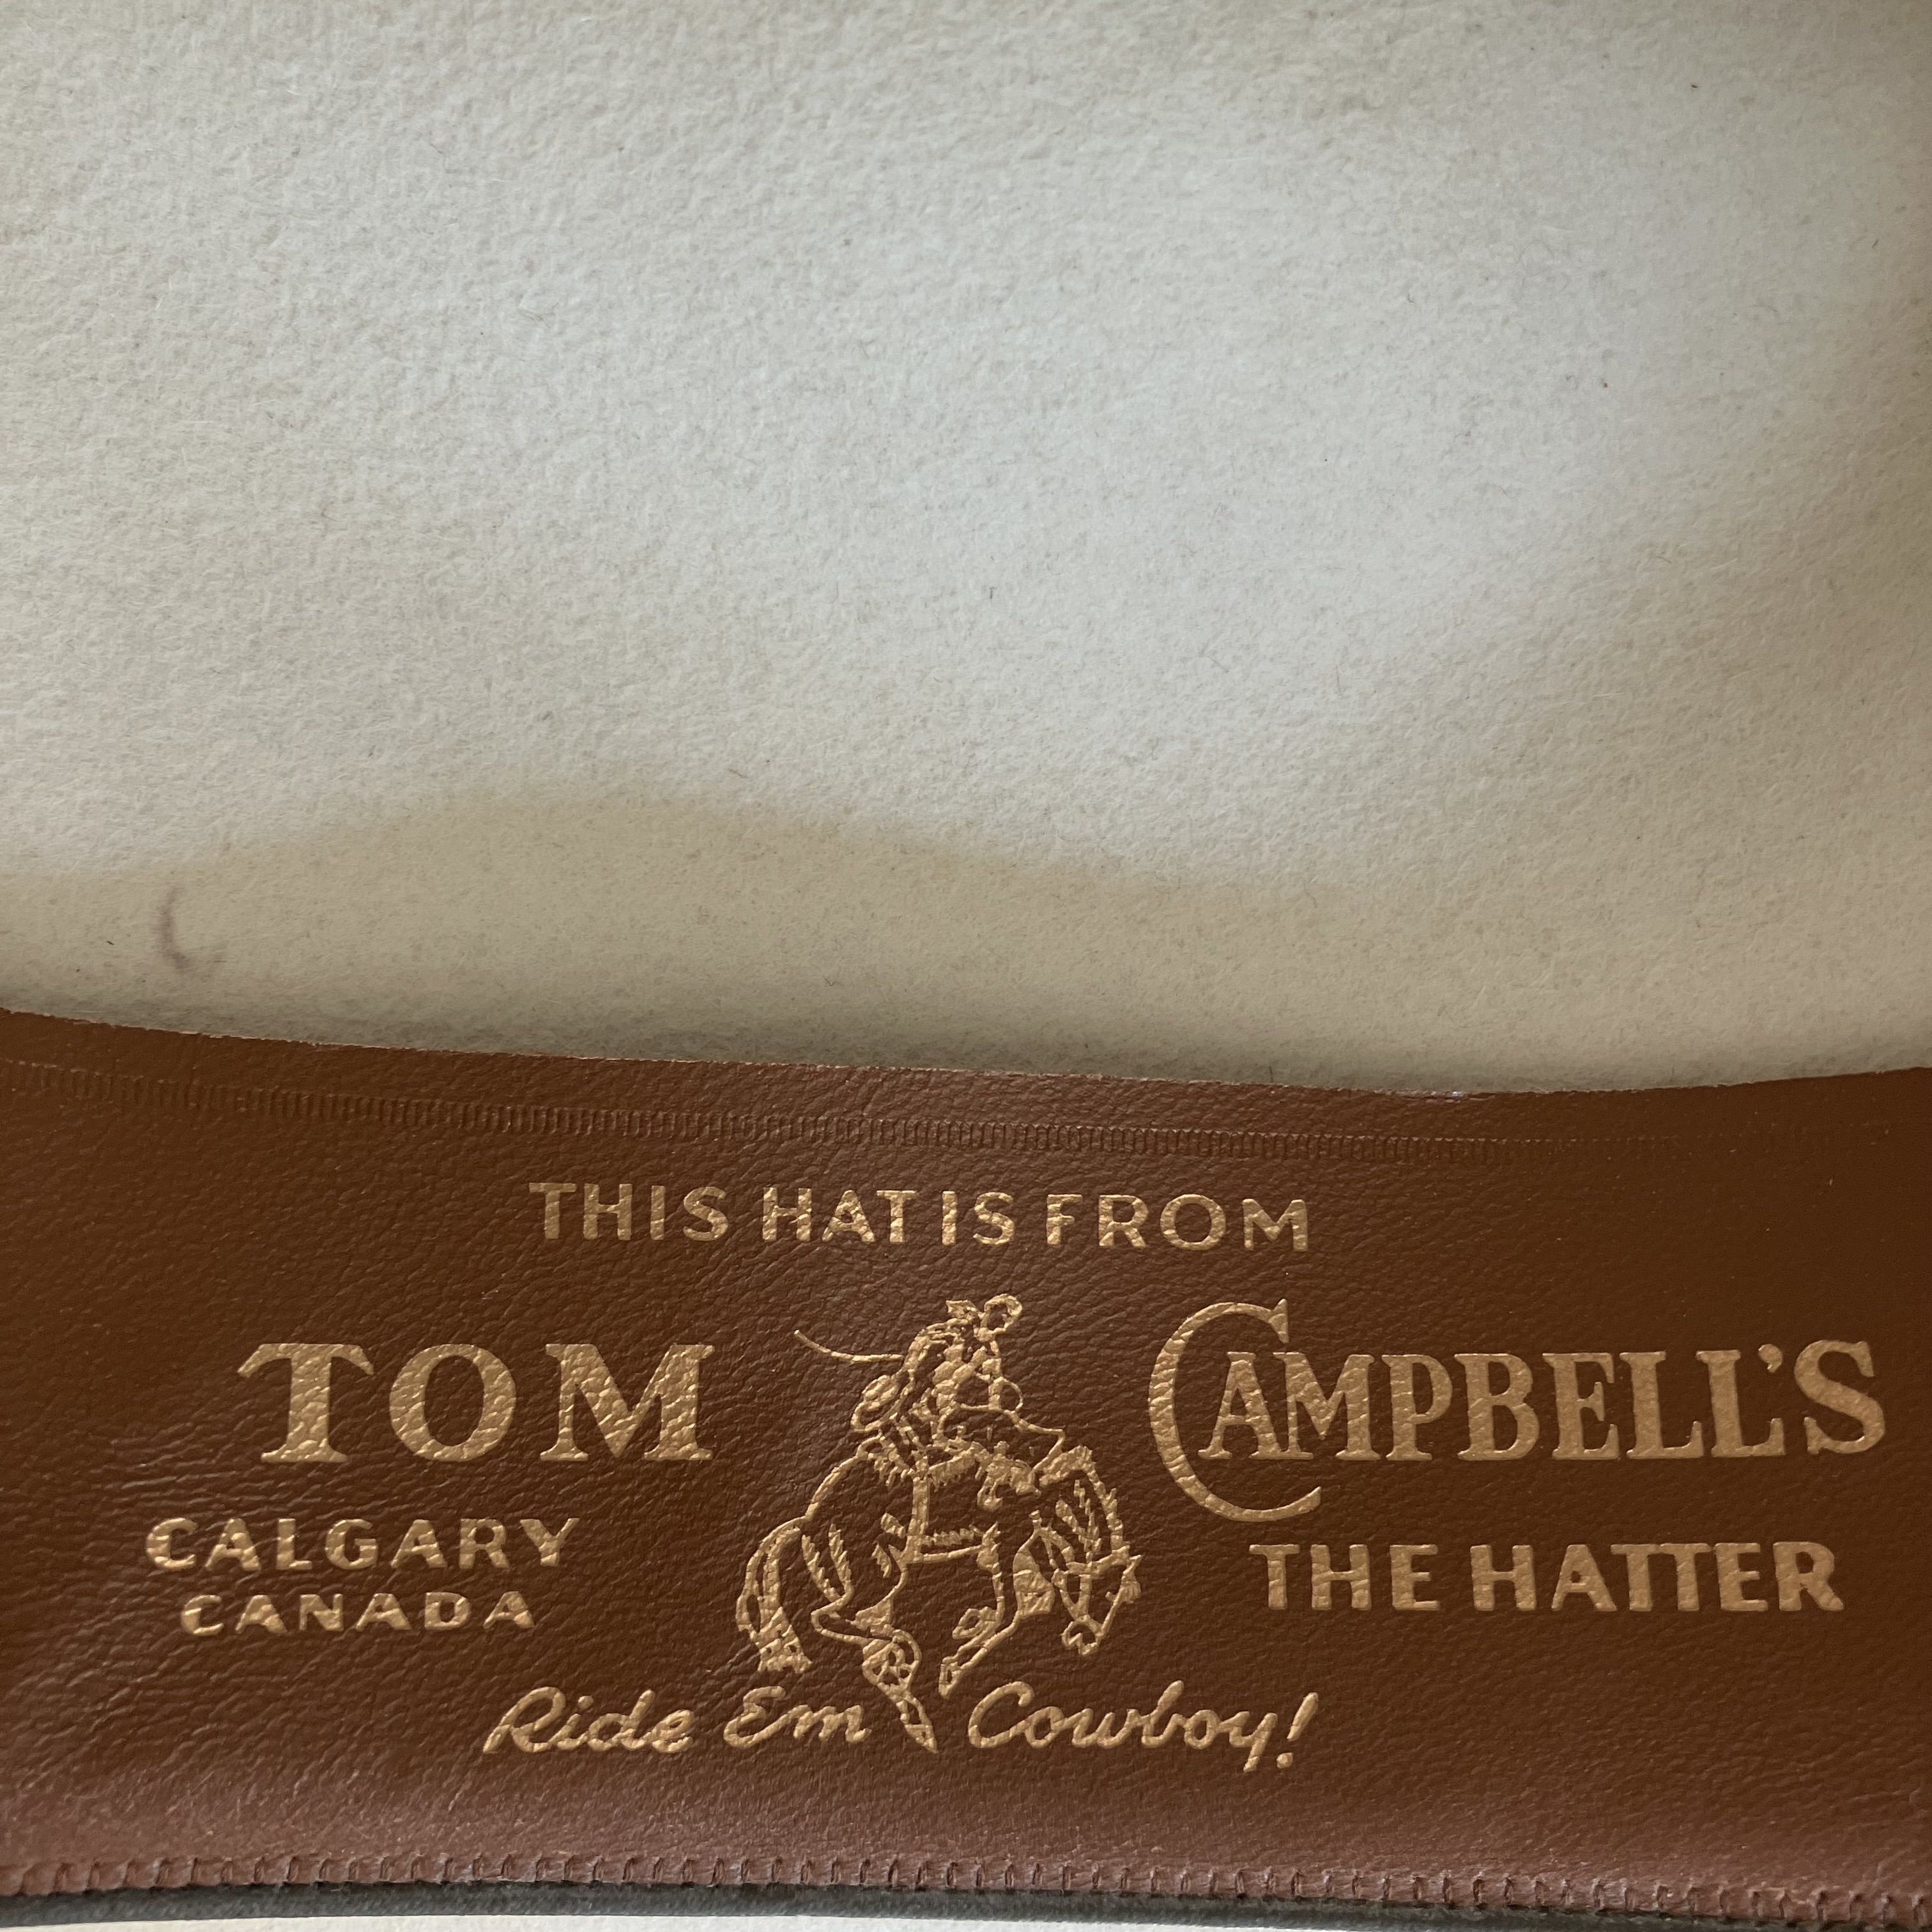 THIS HAT IS FROM
TOM CAMPBELL'S
CALGARY
CANADA
THE HATTER
Ride Em Cowboy!